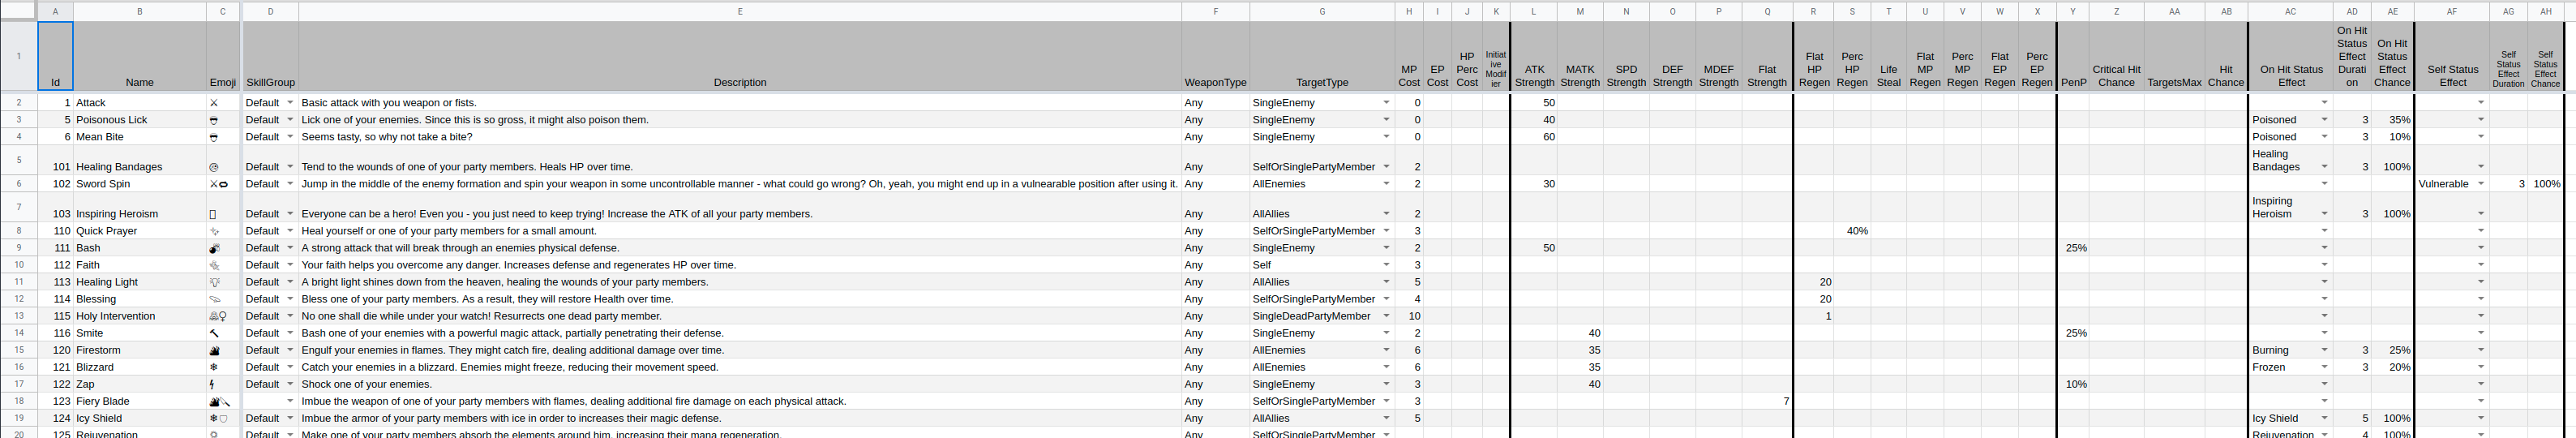 A B C D E F G H I J K L M N O P Q R S T U V W X Y Z AA AB AC AD AE AF AG AH
1 Id Name Emoji SkillGroup Description WeaponType TargetType MP Cost EP Cost HP Perc Cost Initiat ive Modif ier ATK Strength MATK Strength SPD Strength DEF Strength MDEF Strength Flat Strength Flat HP Regen Perc HP Regen Life Steal Flat MP Regen Perc MP Regen Flat EP Regen Perc EP Regen PenP Critical Hit Chance TargetsMax Hit Chance On Hit Status Effect On Hit Status Effect Durati on On Hit Status Effect Chance Self Status Effect Self Status Effect Duration Self Status Effect Chance
2 1 Attack ⚔ Default Basic attack with you weapon or fists. Any SingleEnemy 0 50
3 5 Poisonous Lick Default Lick one of your enemies. Since this is so gross, it might also poison them. Any SingleEnemy 0 40 Poisoned 3 35%
4 6 Mean Bite Default Seems tasty, so why not take a bite? Any SingleEnemy 0 60 Poisoned 3 10%
5 101 Healing Bandages Default Tend to the wounds of one of your party members. Heals HP over time. Any SelfOrSinglePartyMember 2 Healing Bandages 3 100%
6 102 Sword Spin Default Jump in the middle of the enemy formation and spin your weapon in some uncontrollable manner - what could go wrong? Oh, yeah, you might end up in a vulnearable position after using it. Any AllEnemies 2 30 Vulnerable 3 100%
7 103 Inspiring Heroism Default Everyone can be a hero! Even you - you just need to keep trying! Increase the ATK of all your party members. Any AllAllies 2 Inspiring Heroism 3 100%
8 110 Quick Prayer Default Heal yourself or one of your party members for a small amount. Any SelfOrSinglePartyMember 3 40%
9 111 Bash Default A strong attack that will break through an enemies physical defense. Any SingleEnemy 2 50 25%
10 112 Faith Default Your faith helps you overcome any danger. Increases defense and regenerates HP over time. Any Self 3
11 113 Healing Light Default A bright light shines down from the heaven, healing the wounds of your party members. Any AllAllies 5 20
12 114 Blessing Default Bless one of your party members. As a result, they will restore Health over time. Any SelfOrSinglePartyMember 4 20
13 115 Holy Intervention Default No one shall die while under your watch! Resurrects one dead party member. Any SingleDeadPartyMember 10 1
14 116 Smite Default Bash one of your enemies with a powerful magic attack, partially penetrating their defense. Any SingleEnemy 2 40 25%
15 120 Firestorm Default Engulf your enemies in flames. They might catch fire, dealing additional damage over time. Any AllEnemies 6 35 Burning 3 25%
16 121 Blizzard Default Catch your enemies in a blizzard. Enemies might freeze, reducing their movement speed. Any AllEnemies 6 35 Frozen 3 20%
17 122 Zap Default Shock one of your enemies. Any SingleEnemy 3 40 10%
18 123 Fiery Blade Imbue the weapon of one of your party members with flames, dealing additional fire damage on each physical attack. Any SelfOrSinglePartyMember 3 7
19 124 Icy Shield Default Imbue the armor of your party members with ice in order to increases their magic defense. Any AllAllies 5 Icy Shield 5 100%
20 125 Rejuvenation Default Make one of your party members absorb the elements around him, increasing their mana regeneration. Any SelfOrSinglePartyMember Rejuvenation 4 100%